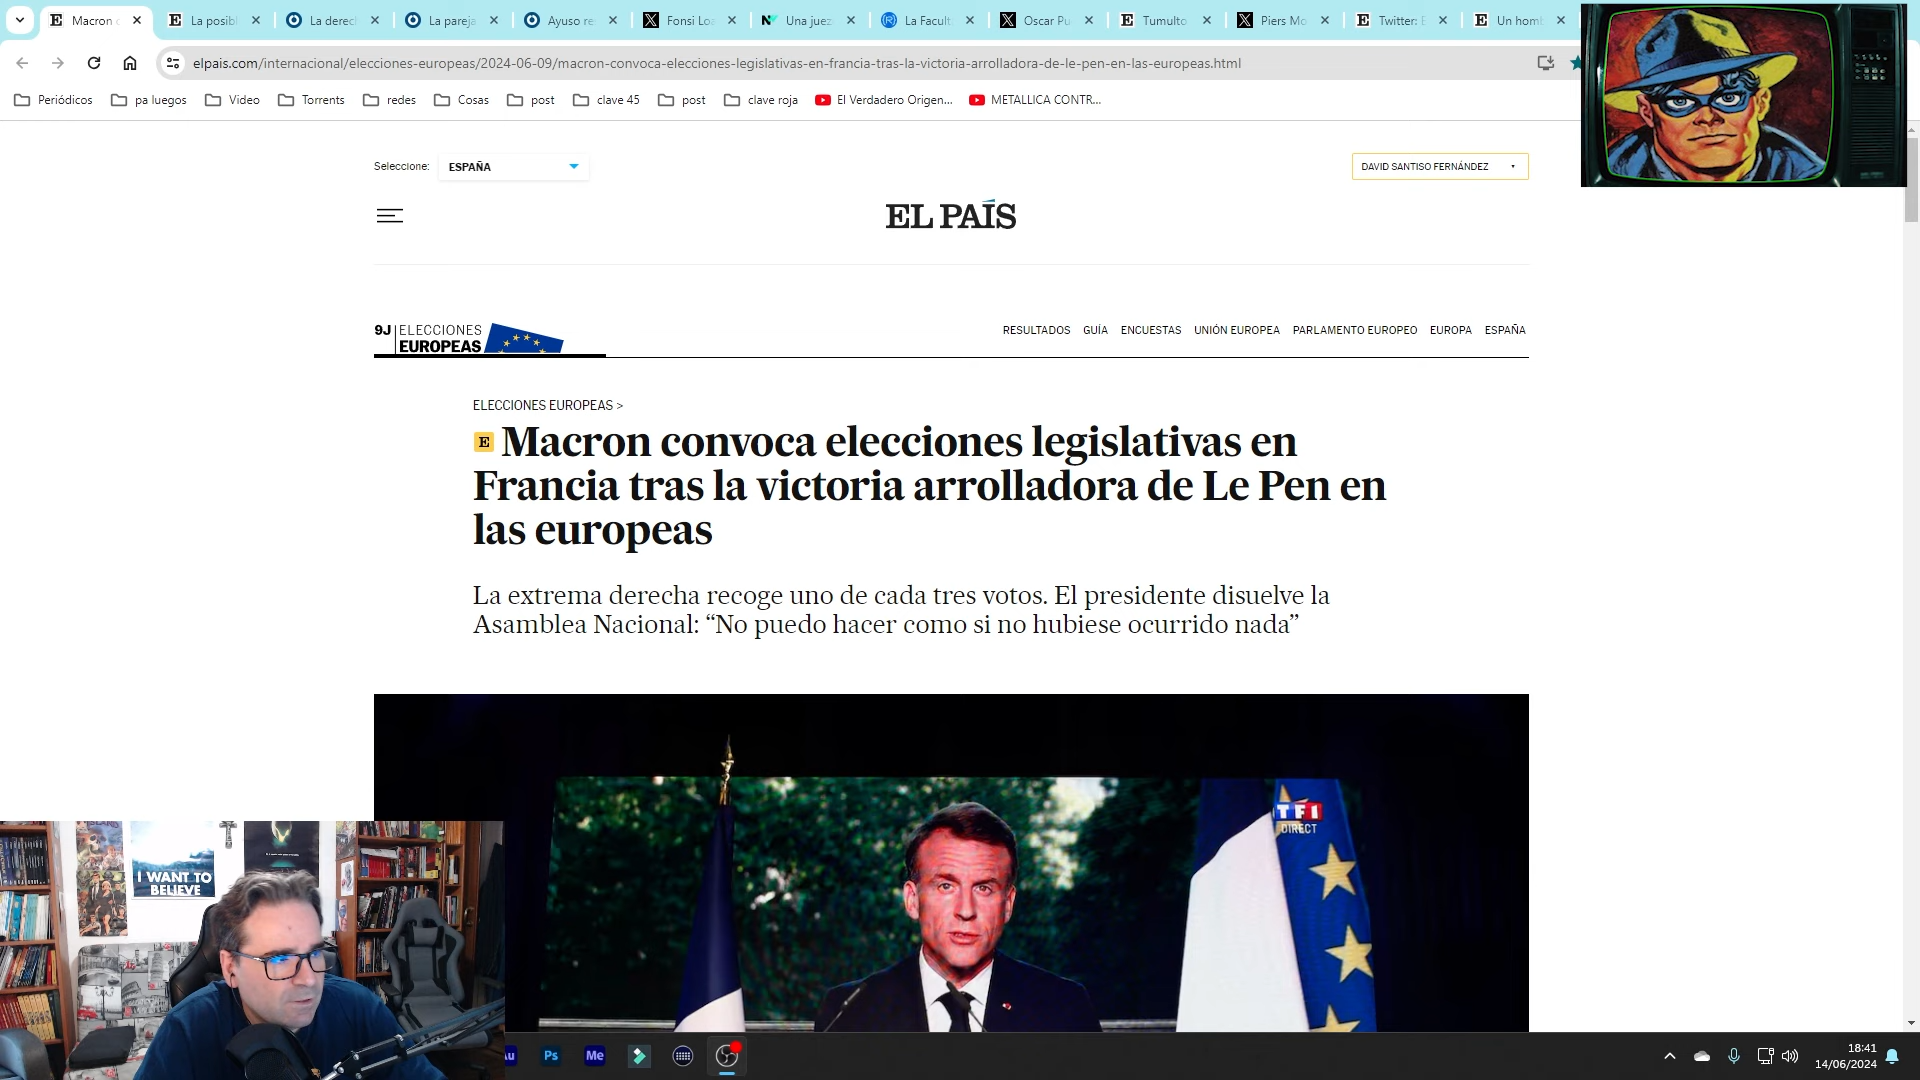 Macron
La posibl
La derec
La pareja
Ayuso re
Fonsi Loa
Una juez
La Facult
Oscar Pu
Tumulto
Piers Mo
Twitter: E
Un homb
elpais.com/internacional/elecciones-europeas/2024-06-09/macron-convoca-elecciones-legislativas-en-francia-tras-la-victoria-arrolladora-de-le-pen-en-las-europeas.html
Periódicos
pa luegos
Video
Torrents
redes
Cosas
post
clave 45
post
clave roja
El Verdadero Origen...
METALLICA CONTR...
Seleccione:
ESPAÑA
DAVID SANTISO FERNÁNDEZ
EL PAÍS
9J ELECCIONES
EUROPEAS
RESULTADOS
GUÍA
ENCUESTAS
UNIÓN EUROPEA
PARLAMENTO EUROPEO
EUROPA
ESPAÑA
ELECCIONES EUROPEAS >
E Macron convoca elecciones legislativas en
Francia tras la victoria arrolladora de Le Pen en
las europeas
La extrema derecha recoge uno de cada tres votos. El presidente disuelve la
Asamblea Nacional: “No puedo hacer como si no hubiese ocurrido nada”
TF1
DIRECT
I WANT TO
BELIEVE
Au
Ps
Me
18:41
14/06/2024